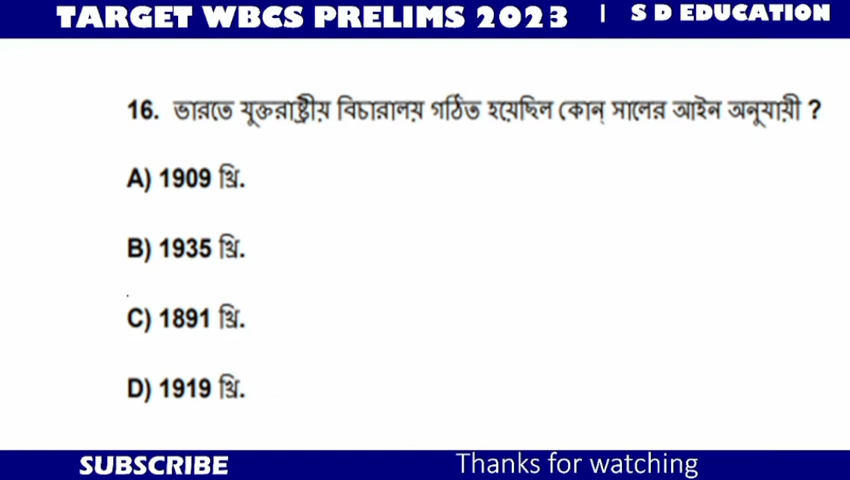 TARGET WBCS PRELIMS 2023 | S D EDUCATION
16. ভারতে যুক্তরাষ্ট্রীয় বিচারালয় গঠিত হয়েছিল কোন্ সালের আইন অনুযায়ী ?
A) 1909 খ্রি.
B) 1935 খ্রি.
C) 1891 খ্রি.
D) 1919 খ্রি.
SUBSCRIBE Thanks for watching